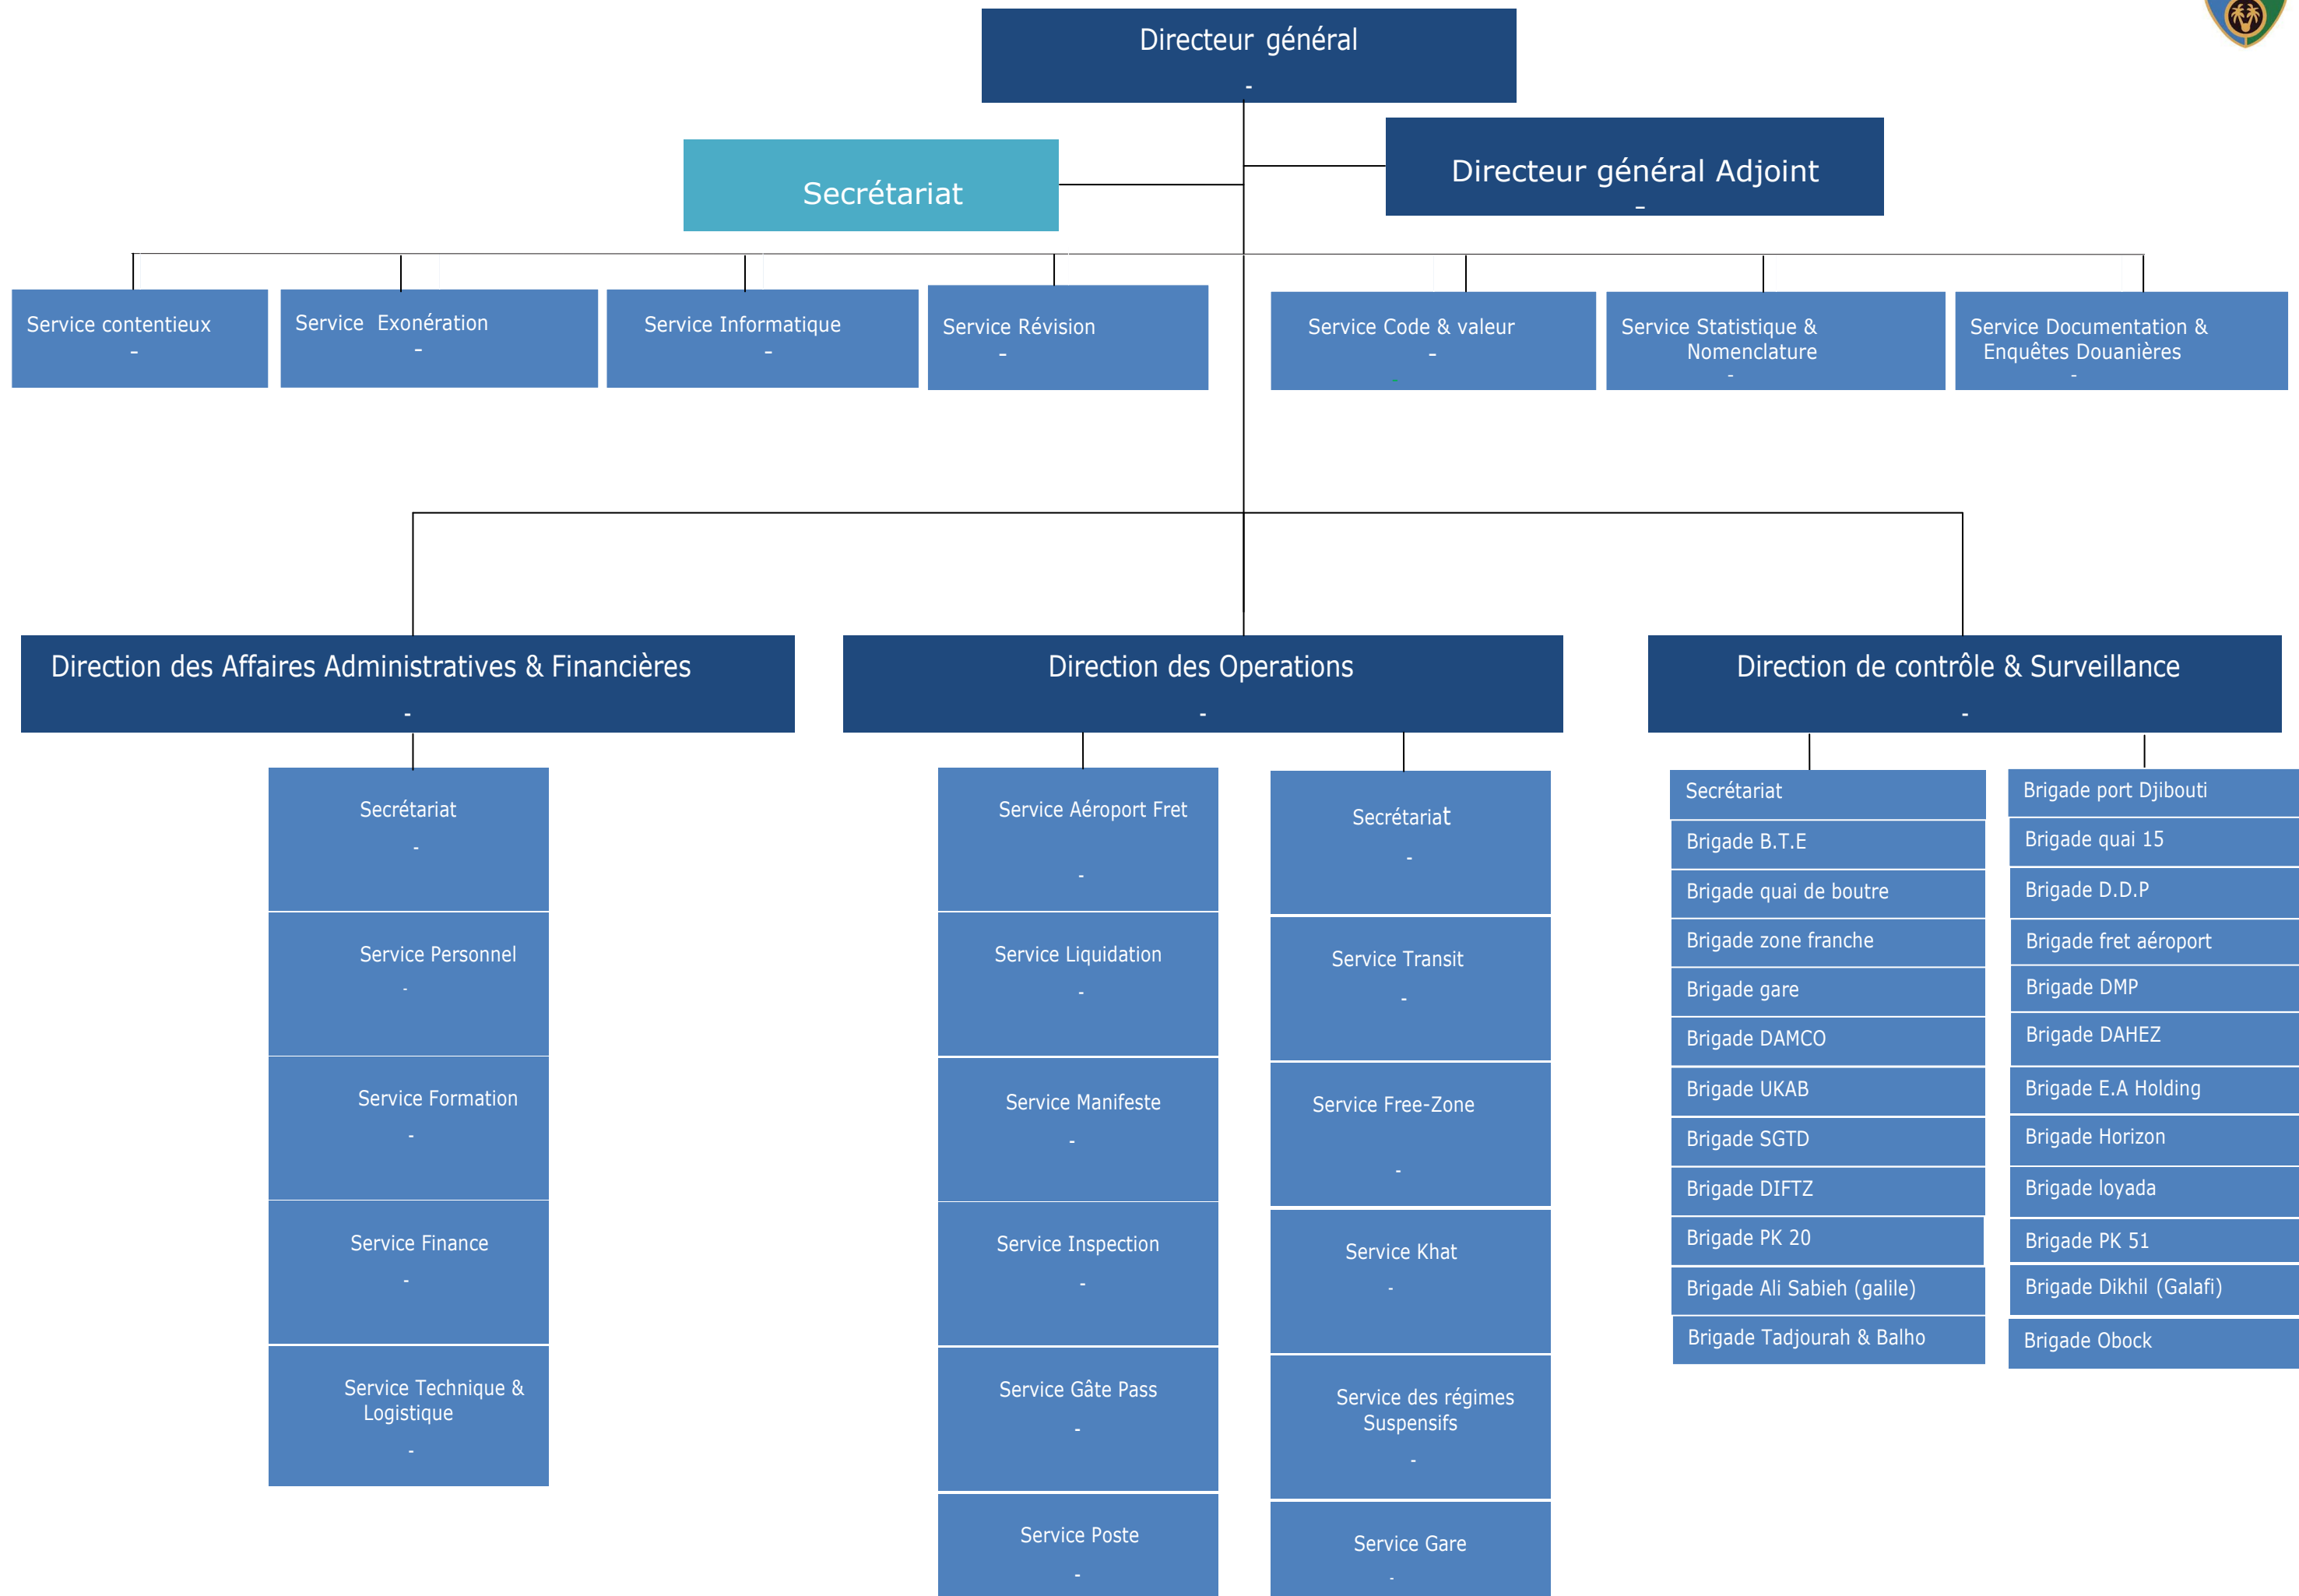 Directeur général
-
Directeur général Adjoint
-
Secrétariat
Service contentieux
-
Service Exonération
-
Service Informatique
-
Service Révision
-
Service Code & valeur
-
-
Service Statistique &
Nomenclature
-
Service Documentation &
Enquêtes Douanières
-
Direction des Affaires Administratives & Financières
-
Secrétariat
-
Service Personnel
-
Service Formation
-
Service Finance
-
Service Technique &
Logistique
-
Direction des Operations
-
Service Aéroport Fret
-
Service Liquidation
-
Service Manifeste
-
Service Inspection
-
Service Gâte Pass
-
Service Poste
-
Secrétariat
-
Service Transit
-
Service Free-Zone
-
Service Khat
-
Service des régimes
Suspensifs
-
Service Gare
-
Direction de contrôle & Surveillance
-
Secrétariat
Brigade B.T.E
Brigade quai de boutre
Brigade zone franche
Brigade gare
Brigade DAMCO
Brigade UKAB
Brigade SGTD
Brigade DIFTZ
Brigade PK 20
Brigade Ali Sabieh (galile)
Brigade Tadjourah & Balho
Brigade port Djibouti
Brigade quai 15
Brigade D.D.P
Brigade fret aéroport
Brigade DMP
Brigade DAHEZ
Brigade E.A Holding
Brigade Horizon
Brigade loyada
Brigade PK 51
Brigade Dikhil (Galafi)
Brigade Obock